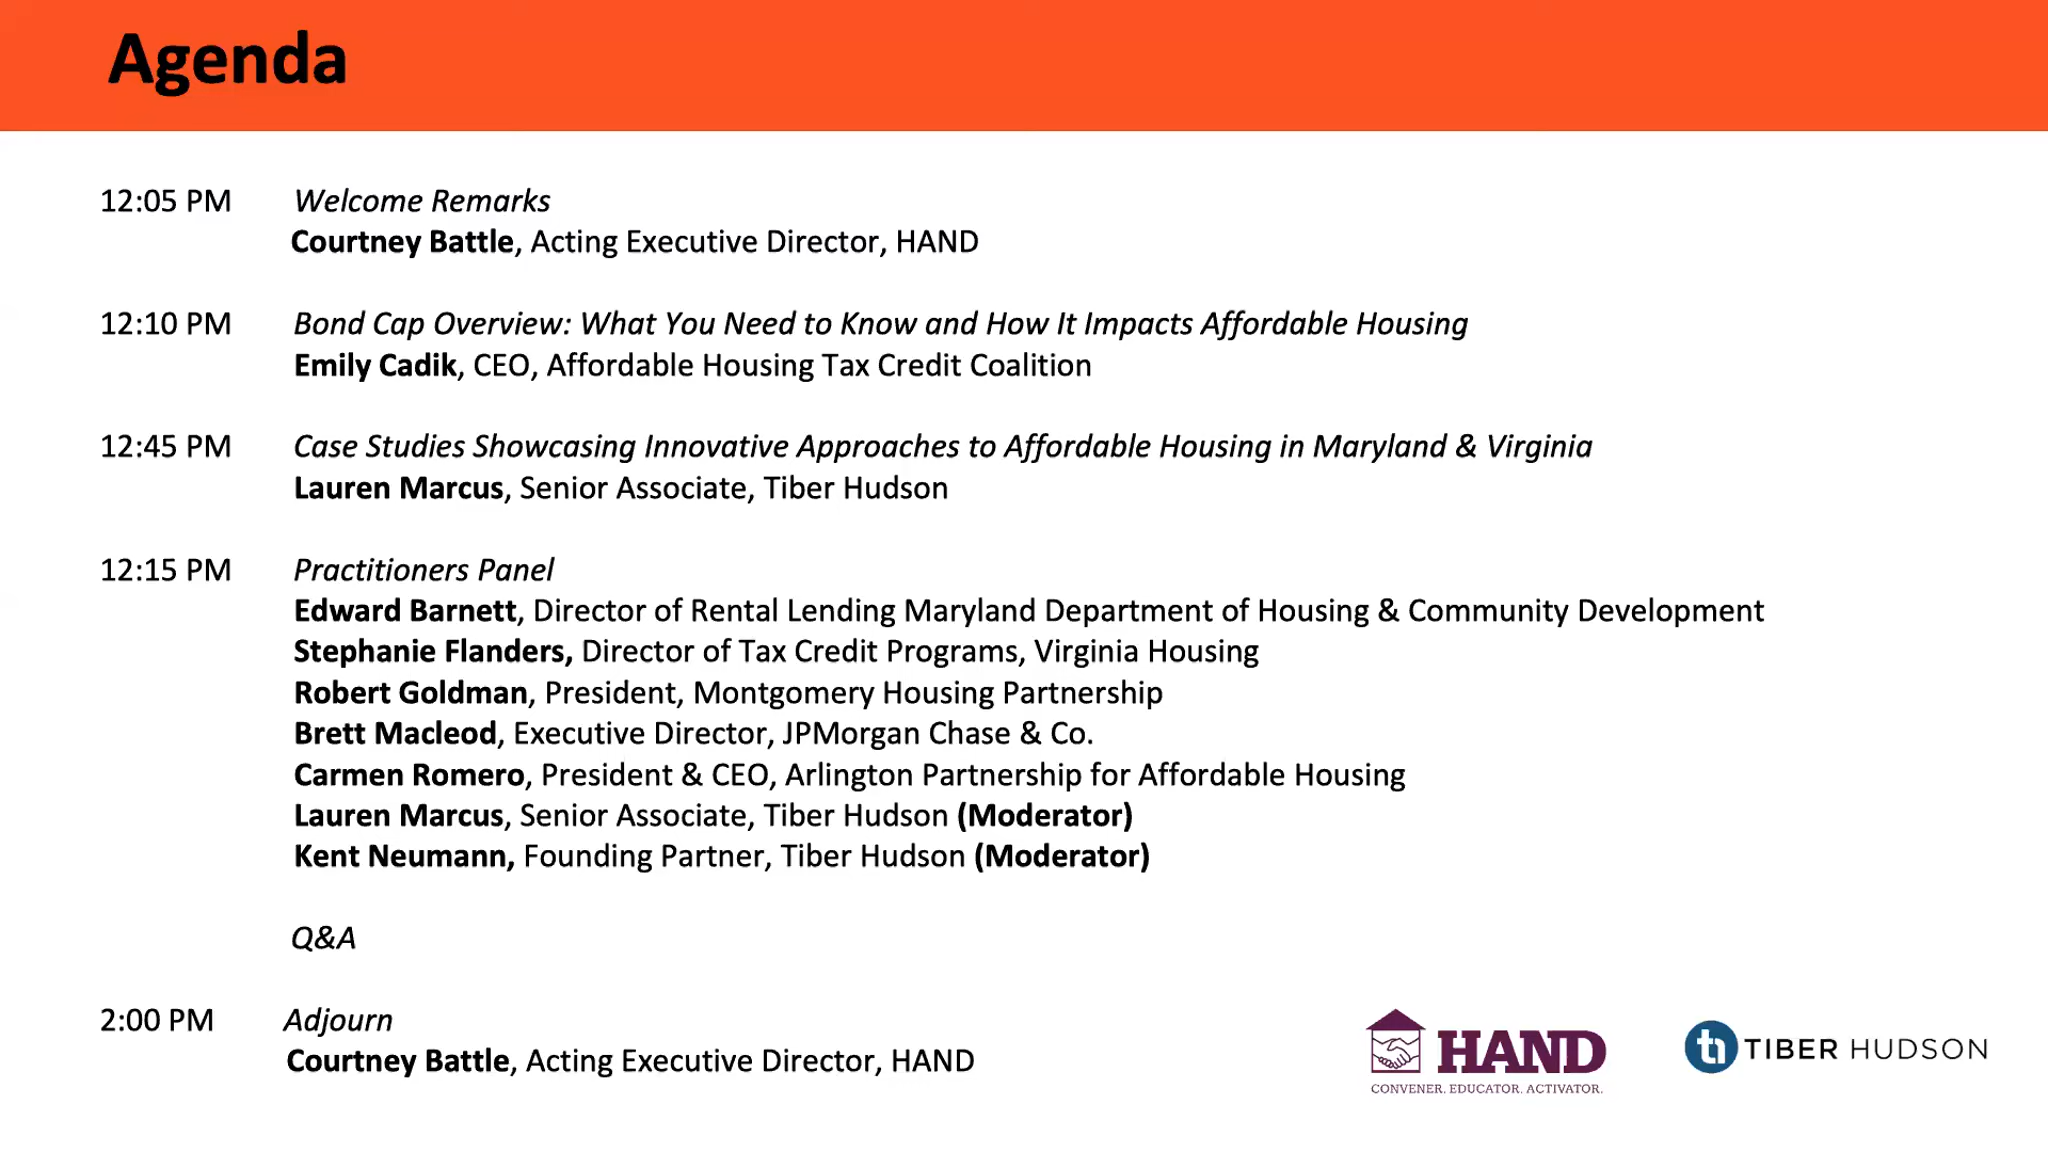 Agenda
12:05 PM Welcome Remarks
Courtney Battle, Acting Executive Director, HAND
12:10 PM Bond Cap Overview: What You Need to Know and How It Impacts Affordable Housing
Emily Cadik, CEO, Affordable Housing Tax Credit Coalition
12:45 PM Case Studies Showcasing Innovative Approaches to Affordable Housing in Maryland & Virginia
Lauren Marcus, Senior Associate, Tiber Hudson
12:15 PM Practitioners Panel
Edward Barnett, Director of Rental Lending Maryland Department of Housing & Community Development
Stephanie Flanders, Director of Tax Credit Programs, Virginia Housing
Robert Goldman, President, Montgomery Housing Partnership
Brett Macleod, Executive Director, JPMorgan Chase & Co.
Carmen Romero, President & CEO, Arlington Partnership for Affordable Housing
Lauren Marcus, Senior Associate, Tiber Hudson (Moderator)
Kent Neumann, Founding Partner, Tiber Hudson (Moderator)
Q&A
2:00 PM Adjourn
Courtney Battle, Acting Executive Director, HAND
HAND
CONVENER. EDUCATOR. ACTIVATOR.
th TIBER HUDSON